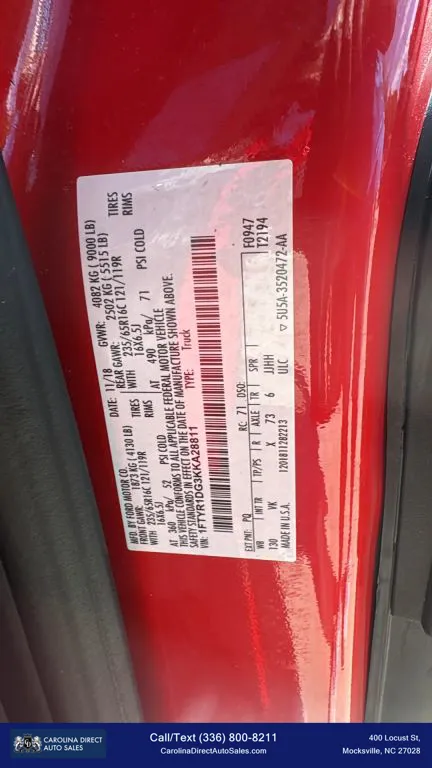 MFD. BY FORD MOTOR CO.
DATE: 11/18 GVWR: 4082 KG ( 9000 LB)
FRONT GAWR: 1873 KG ( 4130 LB) REAR GAWR: 2502 KG ( 5515 LB)
WITH 235/65R16C 121/119R TIRES WITH 235/65R16C 121/119R TIRES
16X6.5J RIMS 16X6.5J RIMS
AT 360 kPa/ 52 PSI COLD AT 490 kPa/ 71 PSI COLD
THIS VEHICLE CONFORMS TO ALL APPLICABLE FEDERAL MOTOR VEHICLE
SAFETY STANDARDS IN EFFECT ON THE DATE OF MANUFACTURE SHOWN ABOVE.
VIN: 1FTYR1DG3KKA28811 TYPE: Truck
F0947
T2194
EXT PNT: PQ RC: 71 DSO:
WB INT TR TP/PS R AXLE TR SPR
130 VK X 73 6 JJHH
MADE IN U.S.A. 1201811282213 ULC
▽ 5U5A-3520472-AA
CAROLINA DIRECT
AUTO SALES
Call/Text (336) 800-8211
CarolinaDirectAutoSales.com
400 Locust St,
Mocksville, NC 27028